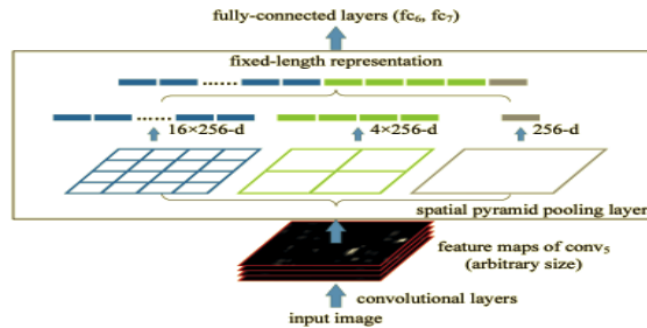 fully-connected layers (fc₆, fc₇)
fixed-length representation
......
......
16×256-d
4×256-d
256-d
spatial pyramid pooling layer
feature maps of conv₅
(arbitrary size)
convolutional layers
input image